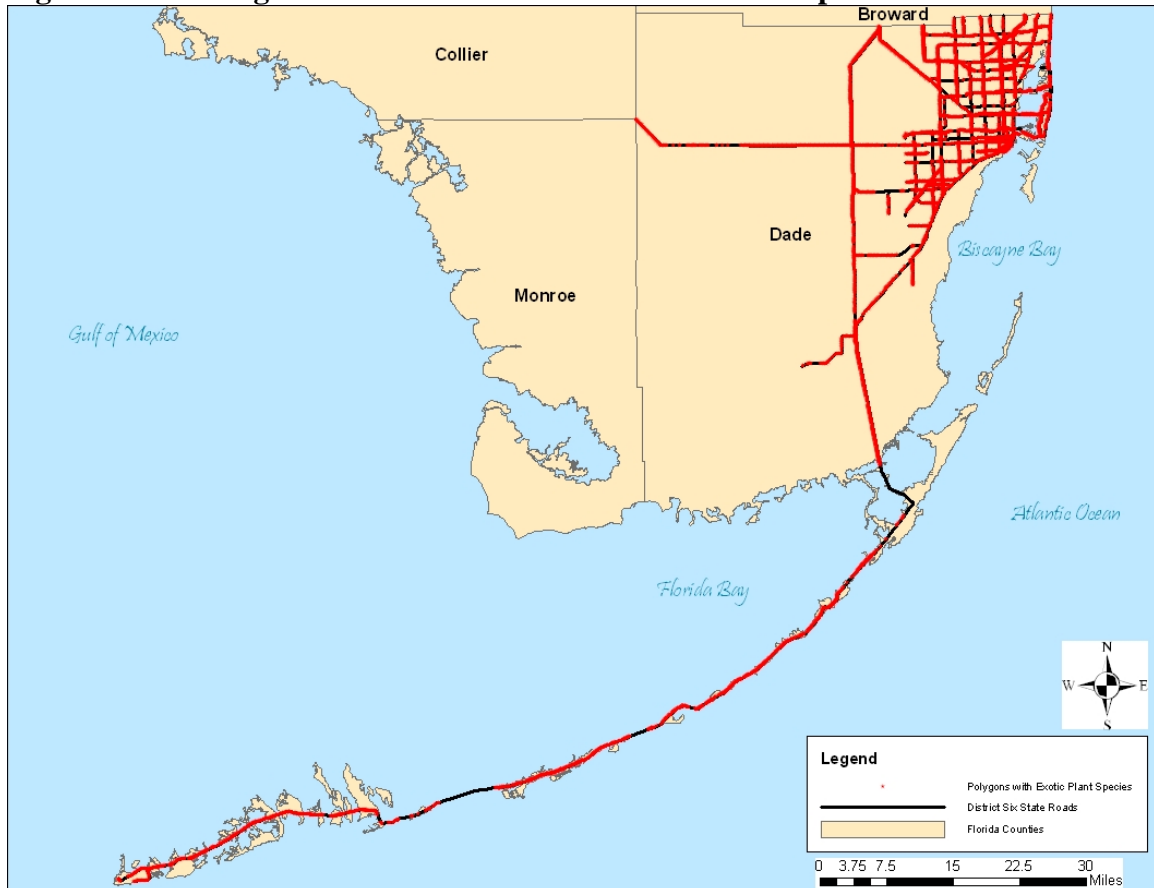 Broward
Collier
Dade
Biscayne Bay
Monroe
Gulf of Mexico
Atlantic Ocean
Florida Bay
N
W E
S
Legend
Polygons with Exotic Plant Species
District Six State Roads
Florida Counties
0 3.75 7.5 15 22.5 30
Miles